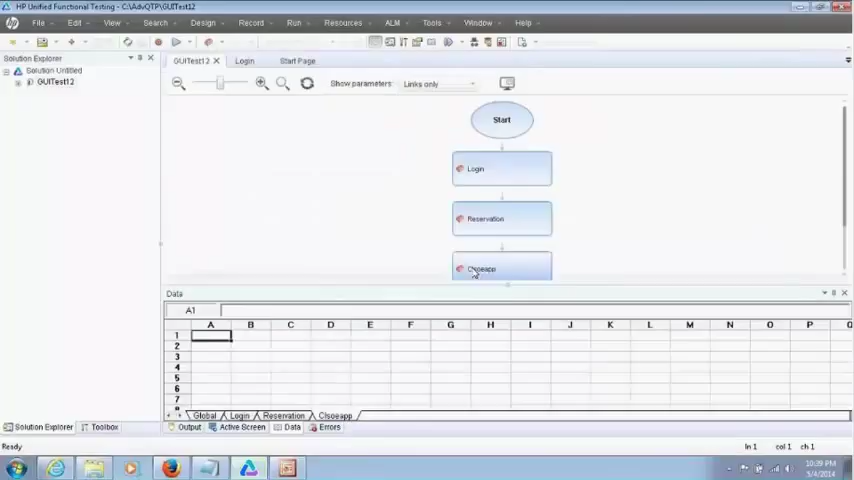 HP Unified Functional Testing - C:\AdvQTP\GUITest12
File Edit View Search Design Record Run Resources ALM Tools Window Help
Solution Explorer
Solution Untitled
GUITest12
GUITest12 Login Start Page
Show parameters: Links only
Start
Login
Reservation
Clsoeapp
Data
A1
A B C D E F G H I J K L M N O P Q
1
2
3
4
5
6
7
8
Global Login Reservation Clsoeapp
Solution Explorer Toolbox Output Active Screen Data Errors
Ready ln 1 col 1 ch 1
10:39 PM
5/4/2014